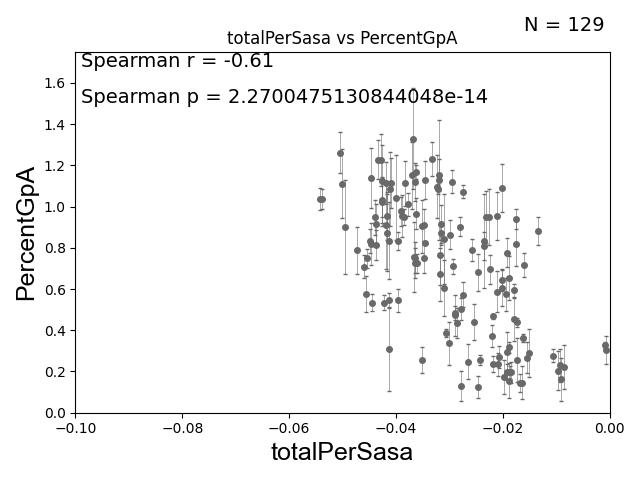 N = 129
totalPerSasa vs PercentGpA
Spearman r = -0.61
Spearman p = 2.2700475130844048e-14
1.6
1.4
1.2
1.0
0.8
0.6
0.4
0.2
0.0
PercentGpA
−0.10 −0.08 −0.06 −0.04 −0.02 0.00
totalPerSasa